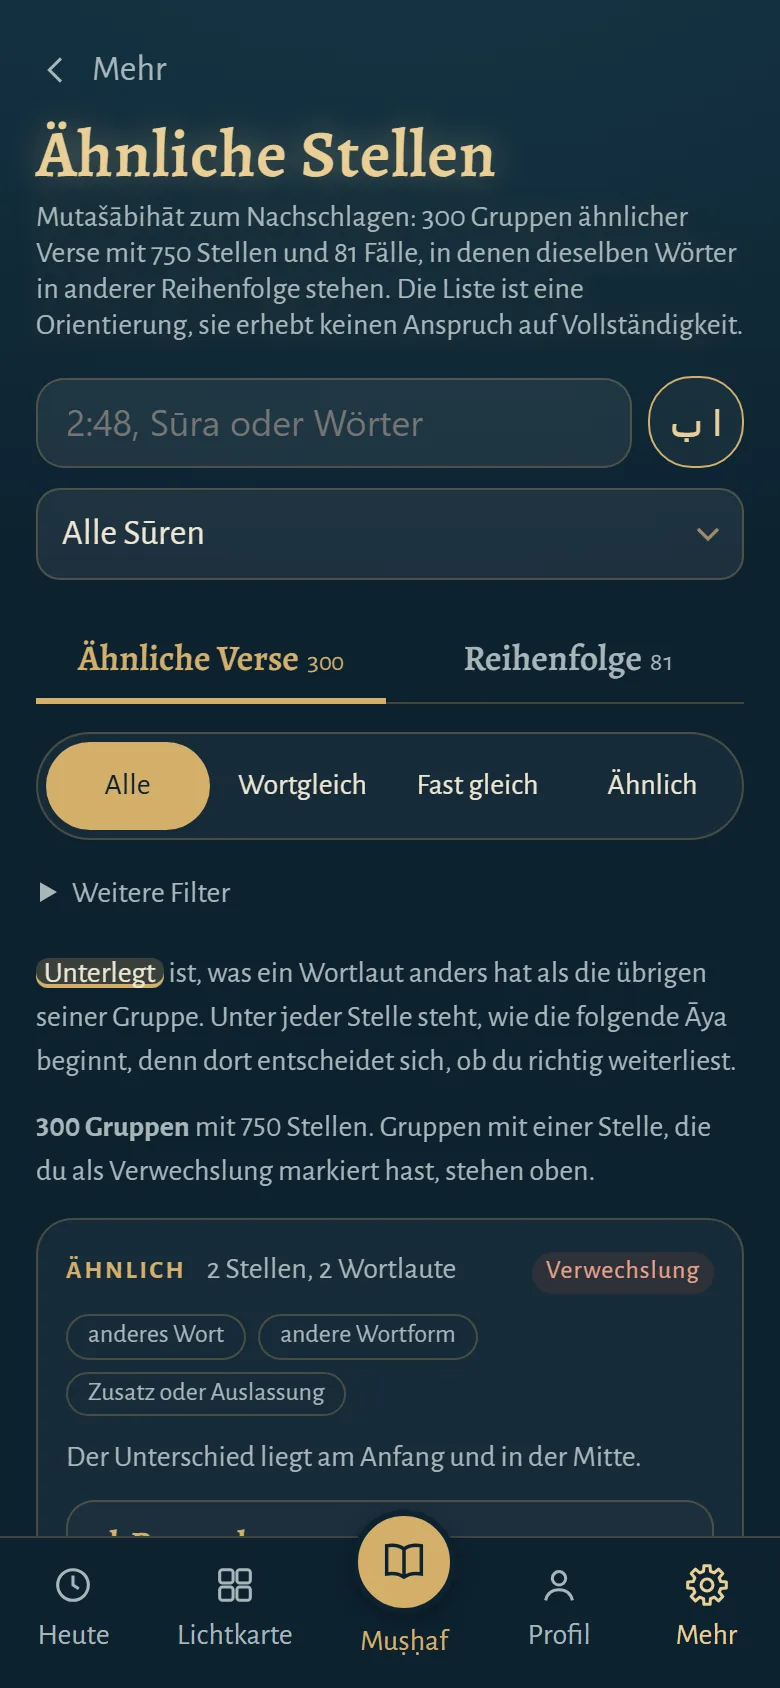 Mehr
Ähnliche Stellen
Mutašābihāt zum Nachschlagen: 300 Gruppen ähnlicher
Verse mit 750 Stellen und 81 Fälle, in denen dieselben Wörter
in anderer Reihenfolge stehen. Die Liste ist eine
Orientierung, sie erhebt keinen Anspruch auf Vollständigkeit.
2:48, Sūra oder Wörter
ا ب
Alle Sūren
Ähnliche Verse 300 Reihenfolge 81
Alle Wortgleich Fast gleich Ähnlich
Weitere Filter
Unterlegt ist, was ein Wortlaut anders hat als die übrigen
seiner Gruppe. Unter jeder Stelle steht, wie die folgende Āya
beginnt, denn dort entscheidet sich, ob du richtig weiterliest.
300 Gruppen mit 750 Stellen. Gruppen mit einer Stelle, die
du als Verwechslung markiert hast, stehen oben.
ÄHNLICH 2 Stellen, 2 Wortlaute Verwechslung
anderes Wort andere Wortform
Zusatz oder Auslassung
Der Unterschied liegt am Anfang und in der Mitte.
Heute Lichtkarte Muṣḥaf Profil Mehr